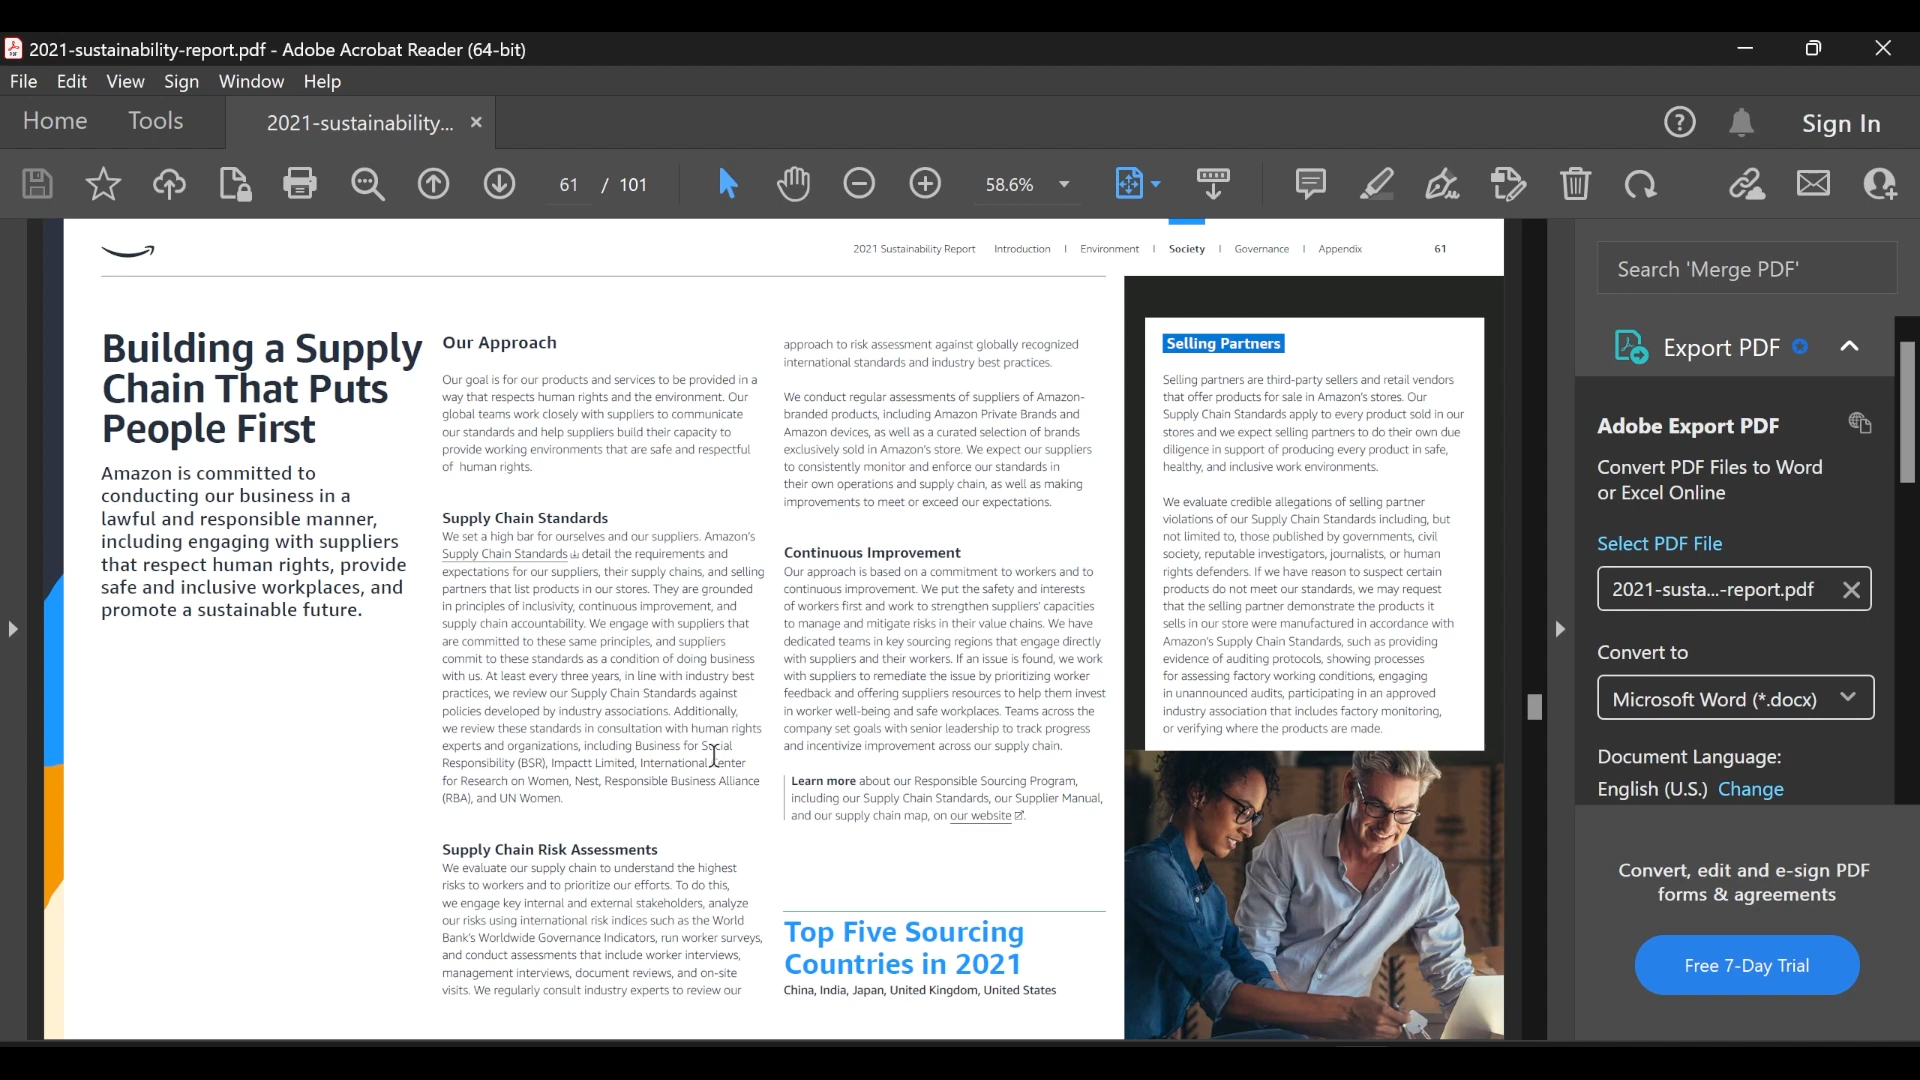 2021-sustainability-report.pdf - Adobe Acrobat Reader (64-bit)
File Edit View Sign Window Help
Home Tools 2021-sustainability... Sign In
61 / 101 58.6%
2021 Sustainability Report Introduction | Environment | Society | Governance | Appendix 61
Building a Supply
Chain That Puts
People First
Amazon is committed to
conducting our business in a
lawful and responsible manner,
including engaging with suppliers
that respect human rights, provide
safe and inclusive workplaces, and
promote a sustainable future.
Our Approach
Our goal is for our products and services to be provided in a
way that respects human rights and the environment. Our
global teams work closely with suppliers to communicate
our standards and help suppliers build their capacity to
provide working environments that are safe and respectful
of human rights.
Supply Chain Standards
We set a high bar for ourselves and our suppliers. Amazon's
Supply Chain Standards detail the requirements and
expectations for our suppliers, their supply chains, and selling
partners that list products in our stores. They are grounded
in principles of inclusivity, continuous improvement, and
supply chain accountability. We engage with suppliers that
are committed to these same principles, and suppliers
commit to these standards as a condition of doing business
with us. At least every three years, in line with industry best
practices, we review our Supply Chain Standards against
policies developed by industry associations. Additionally,
we review these standards in consultation with human rights
experts and organizations, including Business for Social
Responsibility (BSR), Impactt Limited, International Center
for Research on Women, Nest, Responsible Business Alliance
(RBA), and UN Women.
Supply Chain Risk Assessments
We evaluate our supply chain to understand the highest
risks to workers and to prioritize our efforts. To do this,
we engage key internal and external stakeholders, analyze
our risks using international risk indices such as the World
Bank's Worldwide Governance Indicators, run worker surveys,
and conduct assessments that include worker interviews,
management interviews, document reviews, and on-site
visits. We regularly consult industry experts to review our
approach to risk assessment against globally recognized
international standards and industry best practices.
We conduct regular assessments of suppliers of Amazon-
branded products, including Amazon Private Brands and
Amazon devices, as well as a curated selection of brands
exclusively sold in Amazon's store. We expect our suppliers
to consistently monitor and enforce our standards in
their own operations and supply chain, as well as making
improvements to meet or exceed our expectations.
Continuous Improvement
Our approach is based on a commitment to workers and to
continuous improvement. We put the safety and interests
of workers first and work to strengthen suppliers' capacities
to manage and mitigate risks in their value chains. We have
dedicated teams in key sourcing regions that engage directly
with suppliers and their workers. If an issue is found, we work
with suppliers to remediate the issue by prioritizing worker
feedback and offering suppliers resources to help them invest
in worker well-being and safe workplaces. Teams across the
company set goals with senior leadership to track progress
and incentivize improvement across our supply chain.
Learn more about our Responsible Sourcing Program,
including our Supply Chain Standards, our Supplier Manual,
and our supply chain map, on our website.
Top Five Sourcing
Countries in 2021
China, India, Japan, United Kingdom, United States
Selling Partners
Selling partners are third-party sellers and retail vendors
that offer products for sale in Amazon's stores. Our
Supply Chain Standards apply to every product sold in our
stores and we expect selling partners to do their own due
diligence in support of producing every product in safe,
healthy, and inclusive work environments.
We evaluate credible allegations of selling partner
violations of our Supply Chain Standards including, but
not limited to, those published by governments, civil
society, reputable investigators, journalists, or human
rights defenders. If we have reason to suspect certain
products do not meet our standards, we may request
that the selling partner demonstrate the products it
sells in our store were manufactured in accordance with
Amazon's Supply Chain Standards, such as providing
evidence of auditing protocols, showing processes
for assessing factory working conditions, engaging
in unannounced audits, participating in an approved
industry association that includes factory monitoring,
or verifying where the products are made.
Search 'Merge PDF'
Export PDF
Adobe Export PDF
Convert PDF Files to Word
or Excel Online
Select PDF File
2021-susta...-report.pdf
Convert to
Microsoft Word (*.docx)
Document Language:
English (U.S.) Change
Convert, edit and e-sign PDF
forms & agreements
Free 7-Day Trial